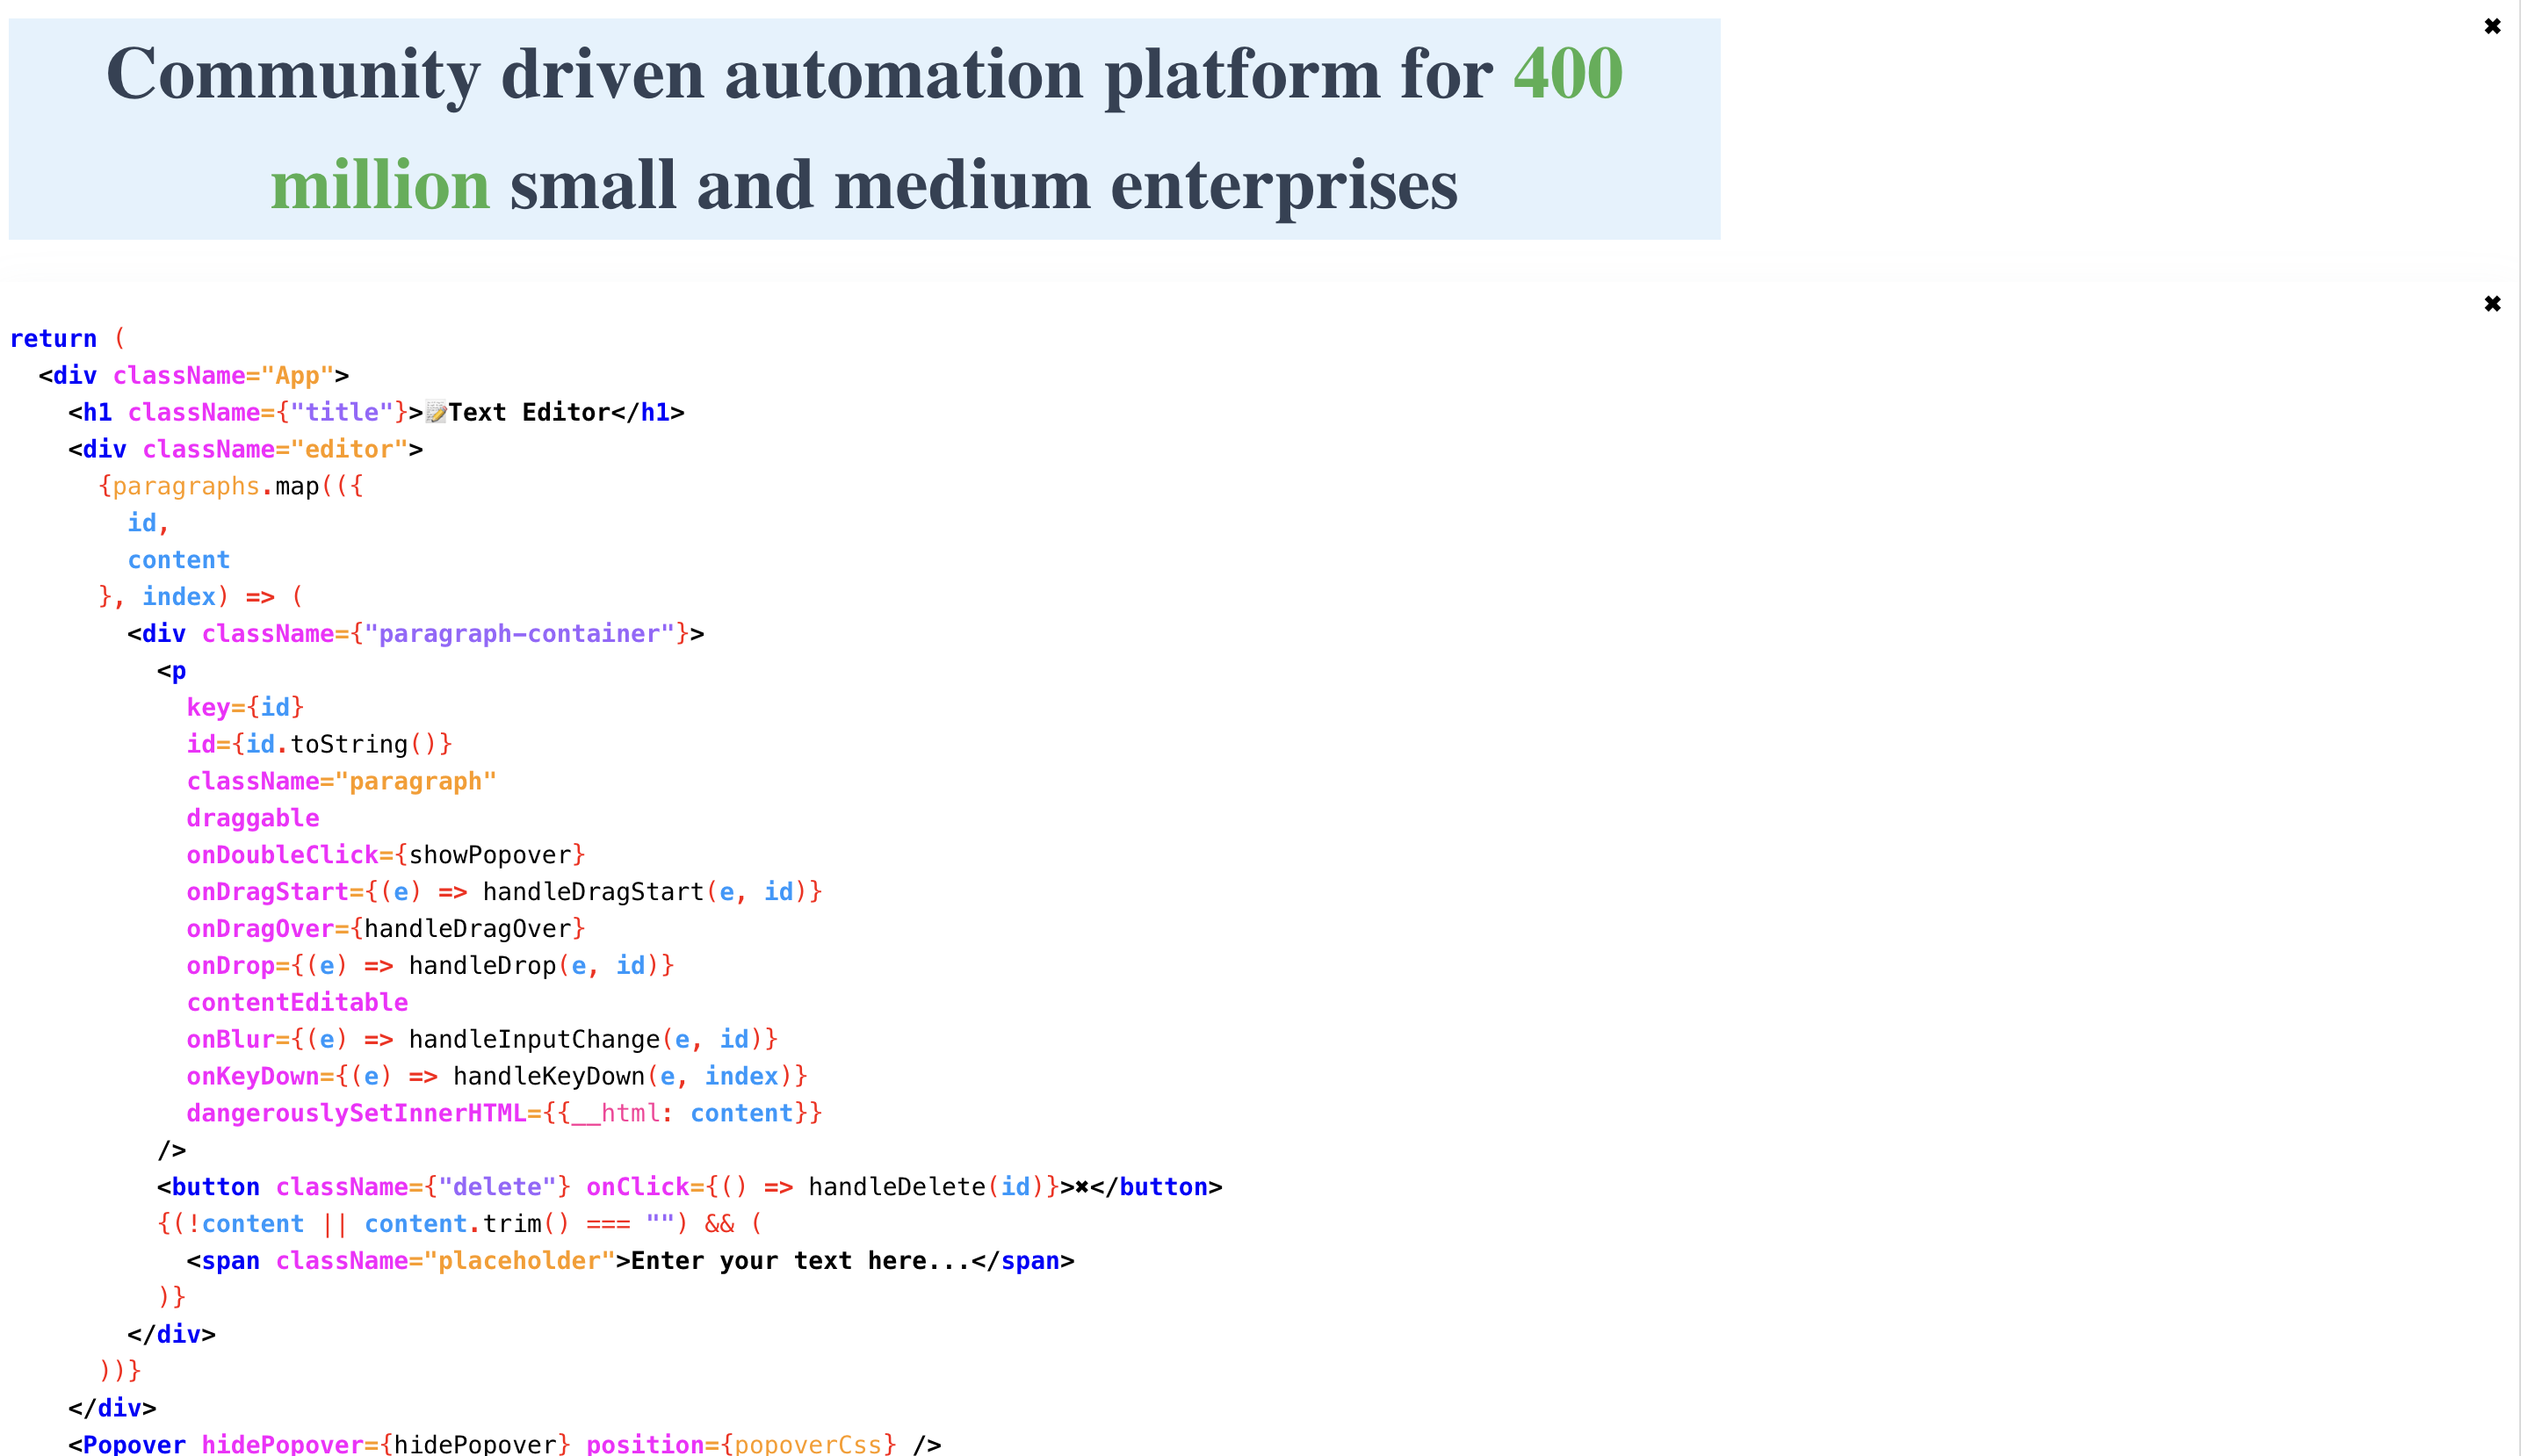 ✖
Community driven automation platform for 400
million small and medium enterprises
✖
return (
  <div className="App">
    <h1 className={"title"}>📝Text Editor</h1>
    <div className="editor">
      {paragraphs.map(({
        id,
        content
      }, index) => (
        <div className={"paragraph-container"}>
          <p
            key={id}
            id={id.toString()}
            className="paragraph"
            draggable
            onDoubleClick={showPopover}
            onDragStart={(e) => handleDragStart(e, id)}
            onDragOver={handleDragOver}
            onDrop={(e) => handleDrop(e, id)}
            contentEditable
            onBlur={(e) => handleInputChange(e, id)}
            onKeyDown={(e) => handleKeyDown(e, index)}
            dangerouslySetInnerHTML={{__html: content}}
          />
          <button className={"delete"} onClick={() => handleDelete(id)}>✖</button>
          {(!content || content.trim() === "") && (
            <span className="placeholder">Enter your text here...</span>
          )}
        </div>
      ))}
    </div>
    <Popover hidePopover={hidePopover} position={popoverCss} />